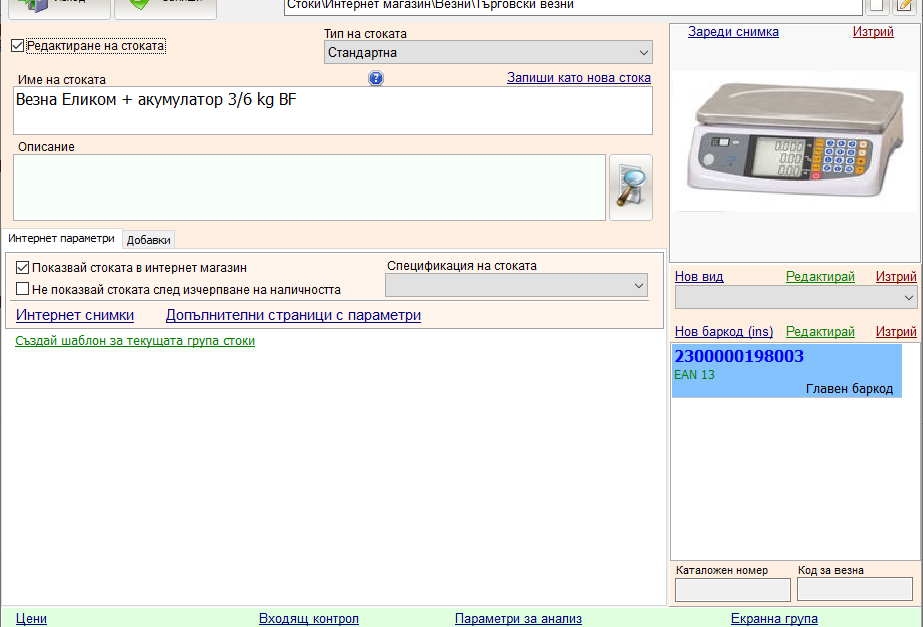 Стоки\Интернет магазин\Везни\Търговски везни
Редактиране на стоката
Тип на стоката
Стандартна
Зареди снимка
Изтрий
Име на стоката
Запиши като нова стока
Везна Еликом + акумулатор 3/6 kg BF
Описание
Интернет параметри
Добавки
Показвай стоката в интернет магазин
Спецификация на стоката
Не показвай стоката след изчерпване на наличността
Интернет снимки
Допълнителни страници с параметри
Създай шаблон за текущата група стоки
Нов вид
Редактирай
Изтрий
Нов баркод (ins)
Редактирай
Изтрий
2300000198003
EAN 13
Главен баркод
Каталожен номер
Код за везна
Цени
Входящ контрол
Параметри за анализ
Екранна група